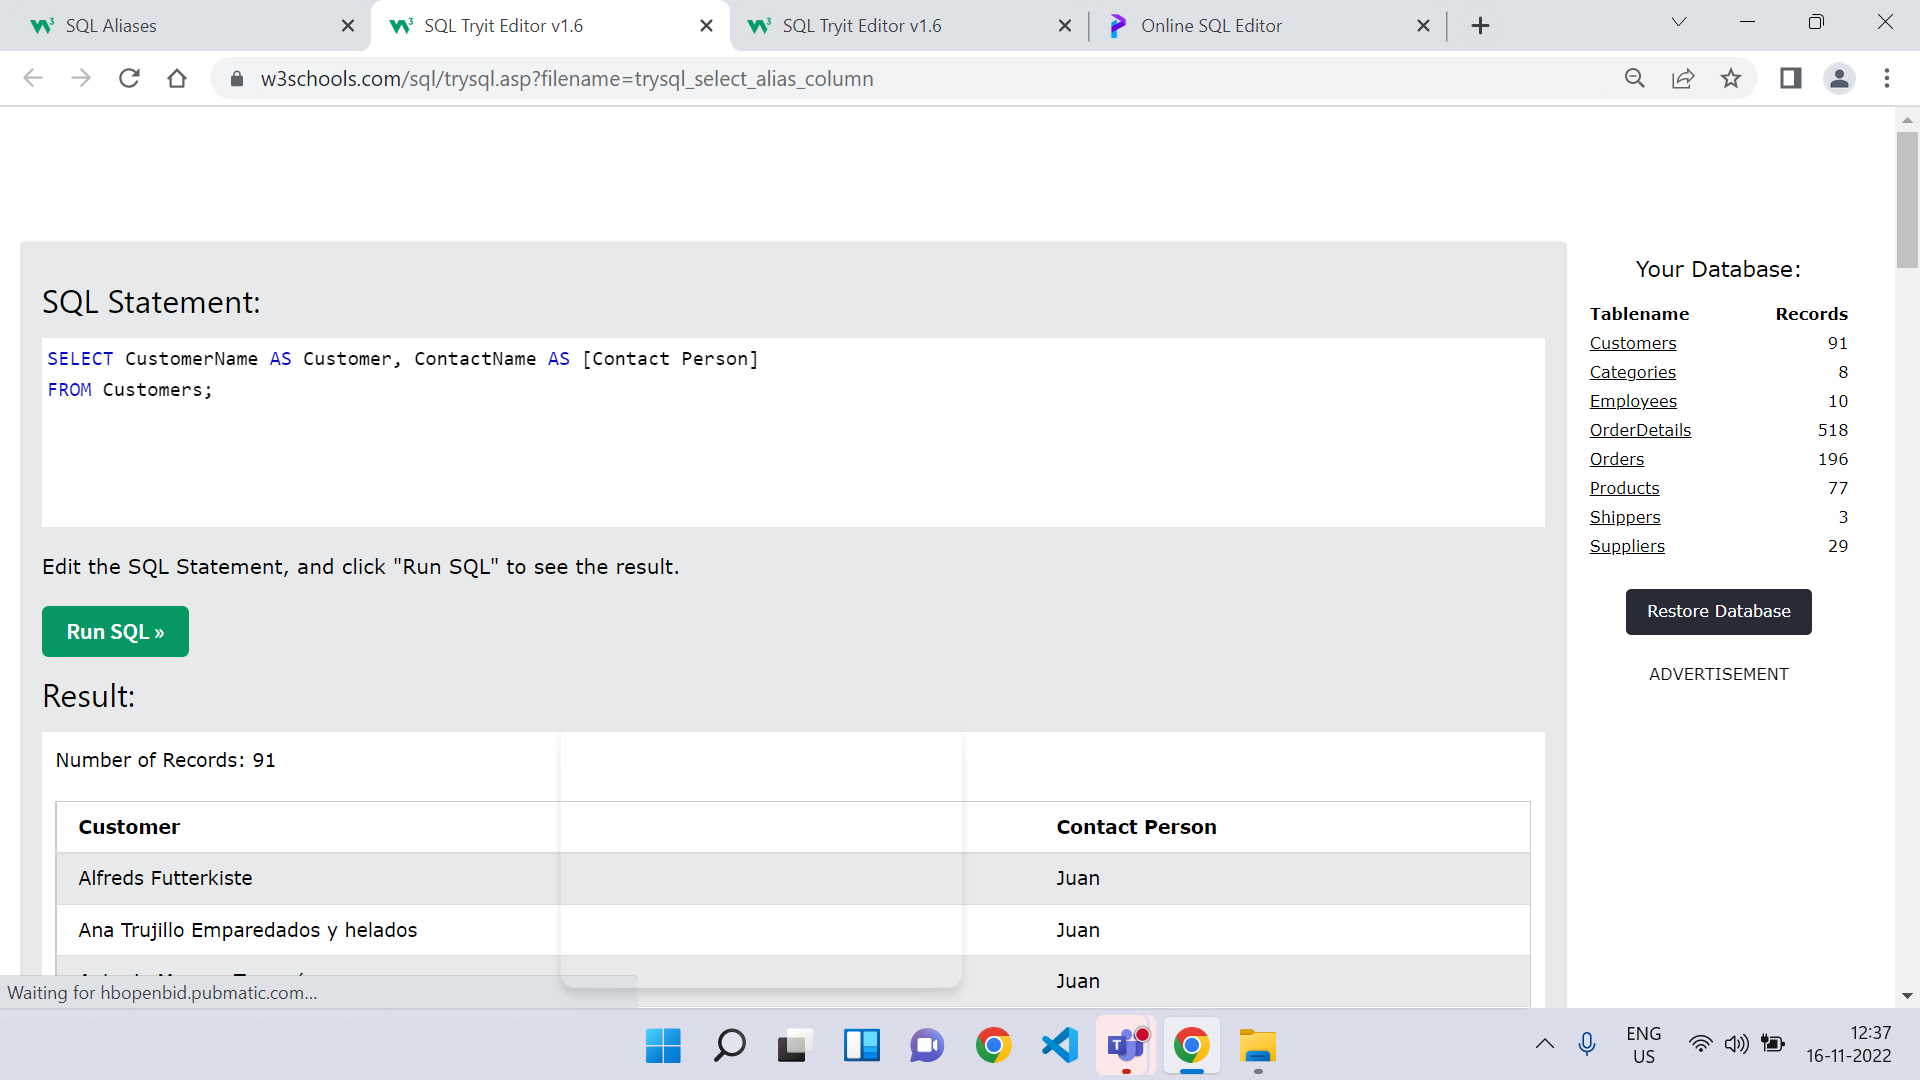 SQL Aliases
SQL Tryit Editor v1.6
SQL Tryit Editor v1.6
Online SQL Editor
w3schools.com/sql/trysql.asp?filename=trysql_select_alias_column
SQL Statement:
SELECT CustomerName AS Customer, ContactName AS [Contact Person]
FROM Customers;
Edit the SQL Statement, and click "Run SQL" to see the result.
Run SQL »
Result:
Number of Records: 91
Customer Contact Person
Alfreds Futterkiste Juan
Ana Trujillo Emparedados y helados Juan
Juan
Your Database:
Tablename Records
Customers 91
Categories 8
Employees 10
OrderDetails 518
Orders 196
Products 77
Shippers 3
Suppliers 29
Restore Database
ADVERTISEMENT
Waiting for hbopenbid.pubmatic.com...
ENG
US
12:37
16-11-2022